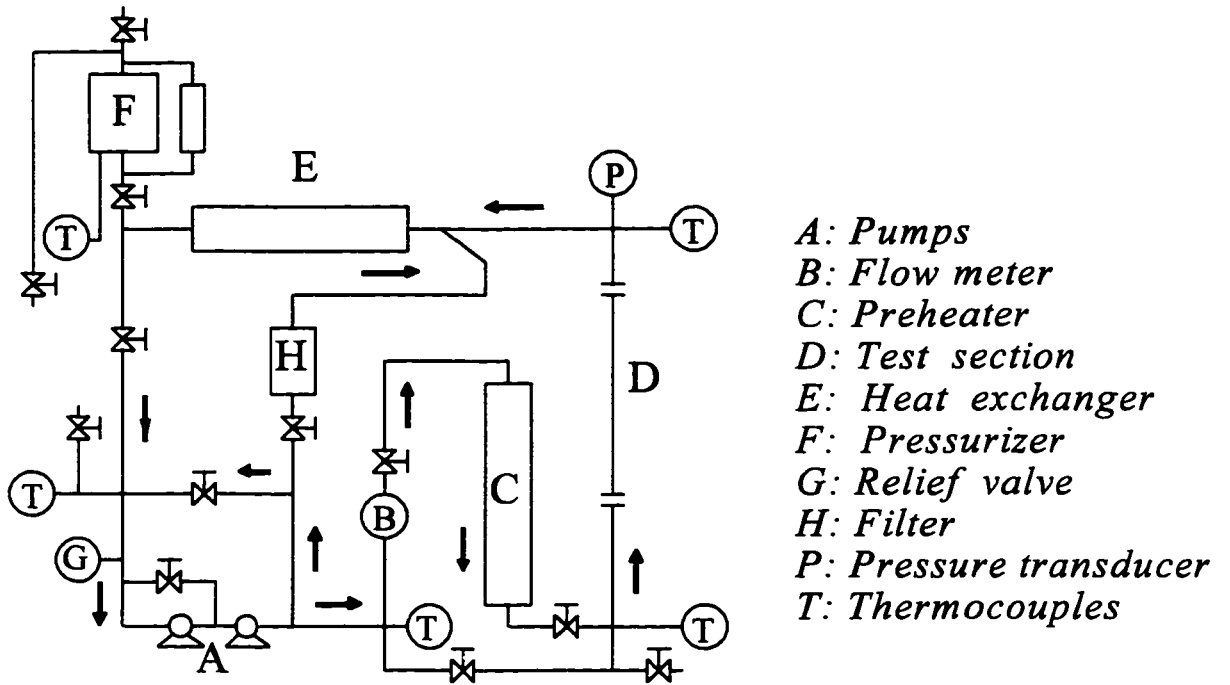 F
E
P
T
T
H
D
T
B
C
G
T
T
A
A: Pumps
B: Flow meter
C: Preheater
D: Test section
E: Heat exchanger
F: Pressurizer
G: Relief valve
H: Filter
P: Pressure transducer
T: Thermocouples